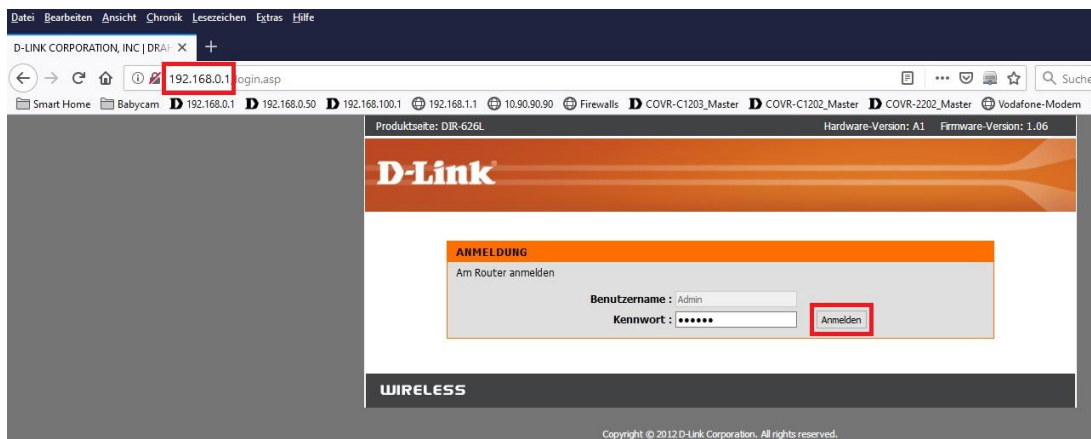 Datei Bearbeiten Ansicht Chronik Lesezeichen Extras Hilfe
D-LINK CORPORATION, INC | DRAH
192.168.0.1/login.asp
Suche
Smart Home Babycam 192.168.0.1 192.168.0.50 192.168.100.1 192.168.1.1 10.90.90.90 Firewalls COVR-C1203_Master COVR-C1202_Master COVR-2202_Master Vodafone-Modem
Produktseite: DIR-626L Hardware-Version: A1 Firmware-Version: 1.06
D-Link
ANMELDUNG
Am Router anmelden
Benutzername : Admin
Kennwort : ●●●●●● Anmelden
WIRELESS
Copyright © 2012 D-Link Corporation. All rights reserved.